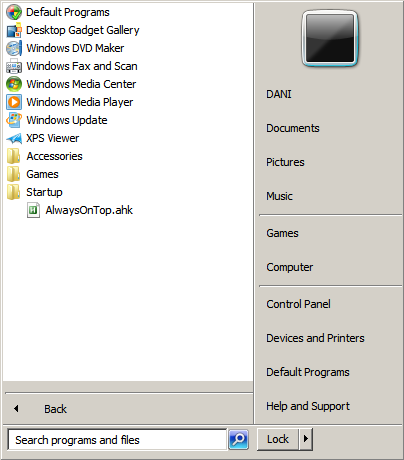 Default Programs
Desktop Gadget Gallery
Windows DVD Maker
Windows Fax and Scan
Windows Media Center
Windows Media Player
Windows Update
XPS Viewer
Accessories
Games
Startup
AlwaysOnTop.ahk
Back
Search programs and files
DANI
Documents
Pictures
Music
Games
Computer
Control Panel
Devices and Printers
Default Programs
Help and Support
Lock